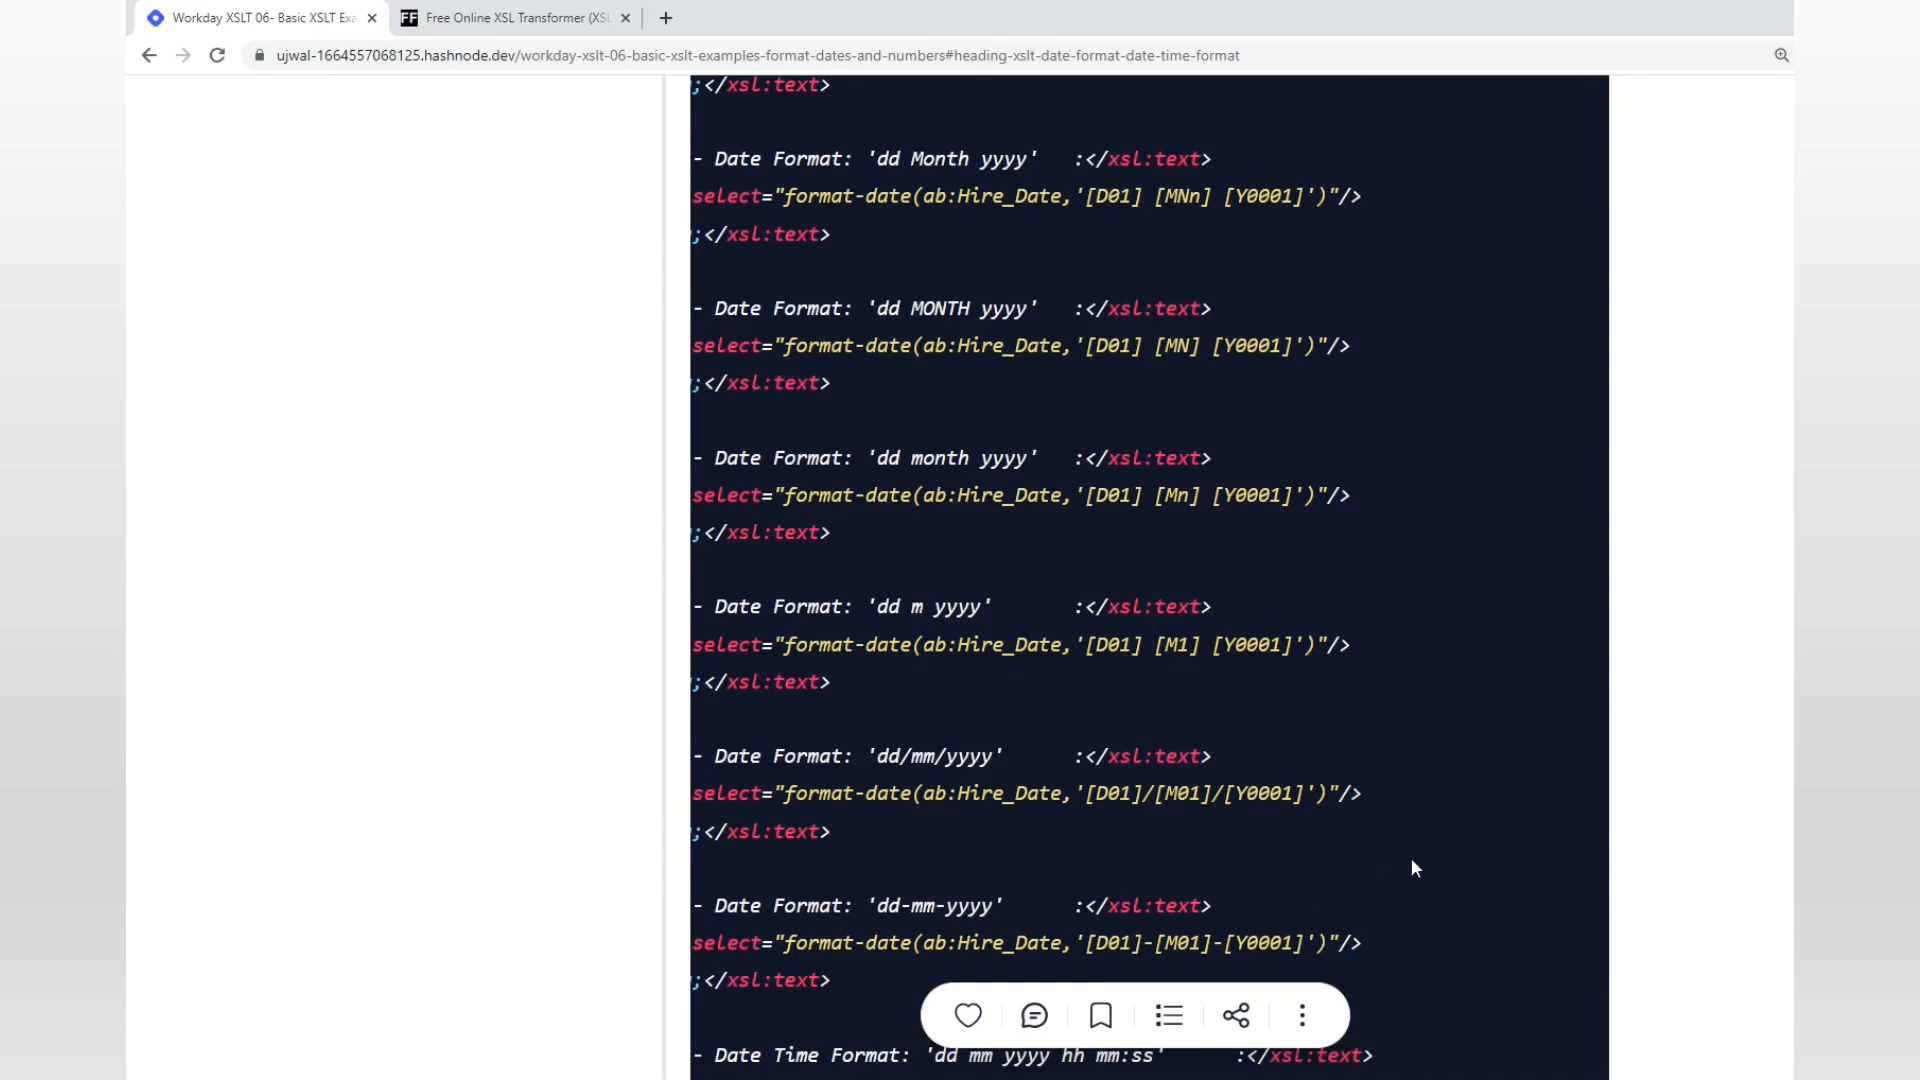 Workday XSLT 06- Basic XSLT Exa
FF Free Online XSL Transformer (XSL
ujwal-1664557068125.hashnode.dev/workday-xslt-06-basic-xslt-examples-format-dates-and-numbers#heading-xslt-date-format-date-time-format
;</xsl:text>
- Date Format: 'dd Month yyyy' :</xsl:text>
select="format-date(ab:Hire_Date,'[D01] [MNn] [Y0001]')"/>
;</xsl:text>
- Date Format: 'dd MONTH yyyy' :</xsl:text>
select="format-date(ab:Hire_Date,'[D01] [MN] [Y0001]')"/>
;</xsl:text>
- Date Format: 'dd month yyyy' :</xsl:text>
select="format-date(ab:Hire_Date,'[D01] [Mn] [Y0001]')"/>
;</xsl:text>
- Date Format: 'dd m yyyy' :</xsl:text>
select="format-date(ab:Hire_Date,'[D01] [M1] [Y0001]')"/>
;</xsl:text>
- Date Format: 'dd/mm/yyyy' :</xsl:text>
select="format-date(ab:Hire_Date,'[D01]/[M01]/[Y0001]')"/>
;</xsl:text>
- Date Format: 'dd-mm-yyyy' :</xsl:text>
select="format-date(ab:Hire_Date,'[D01]-[M01]-[Y0001]')"/>
;</xsl:text>
- Date Time Format: 'dd mm yyyy hh mm:ss' :</xsl:text>